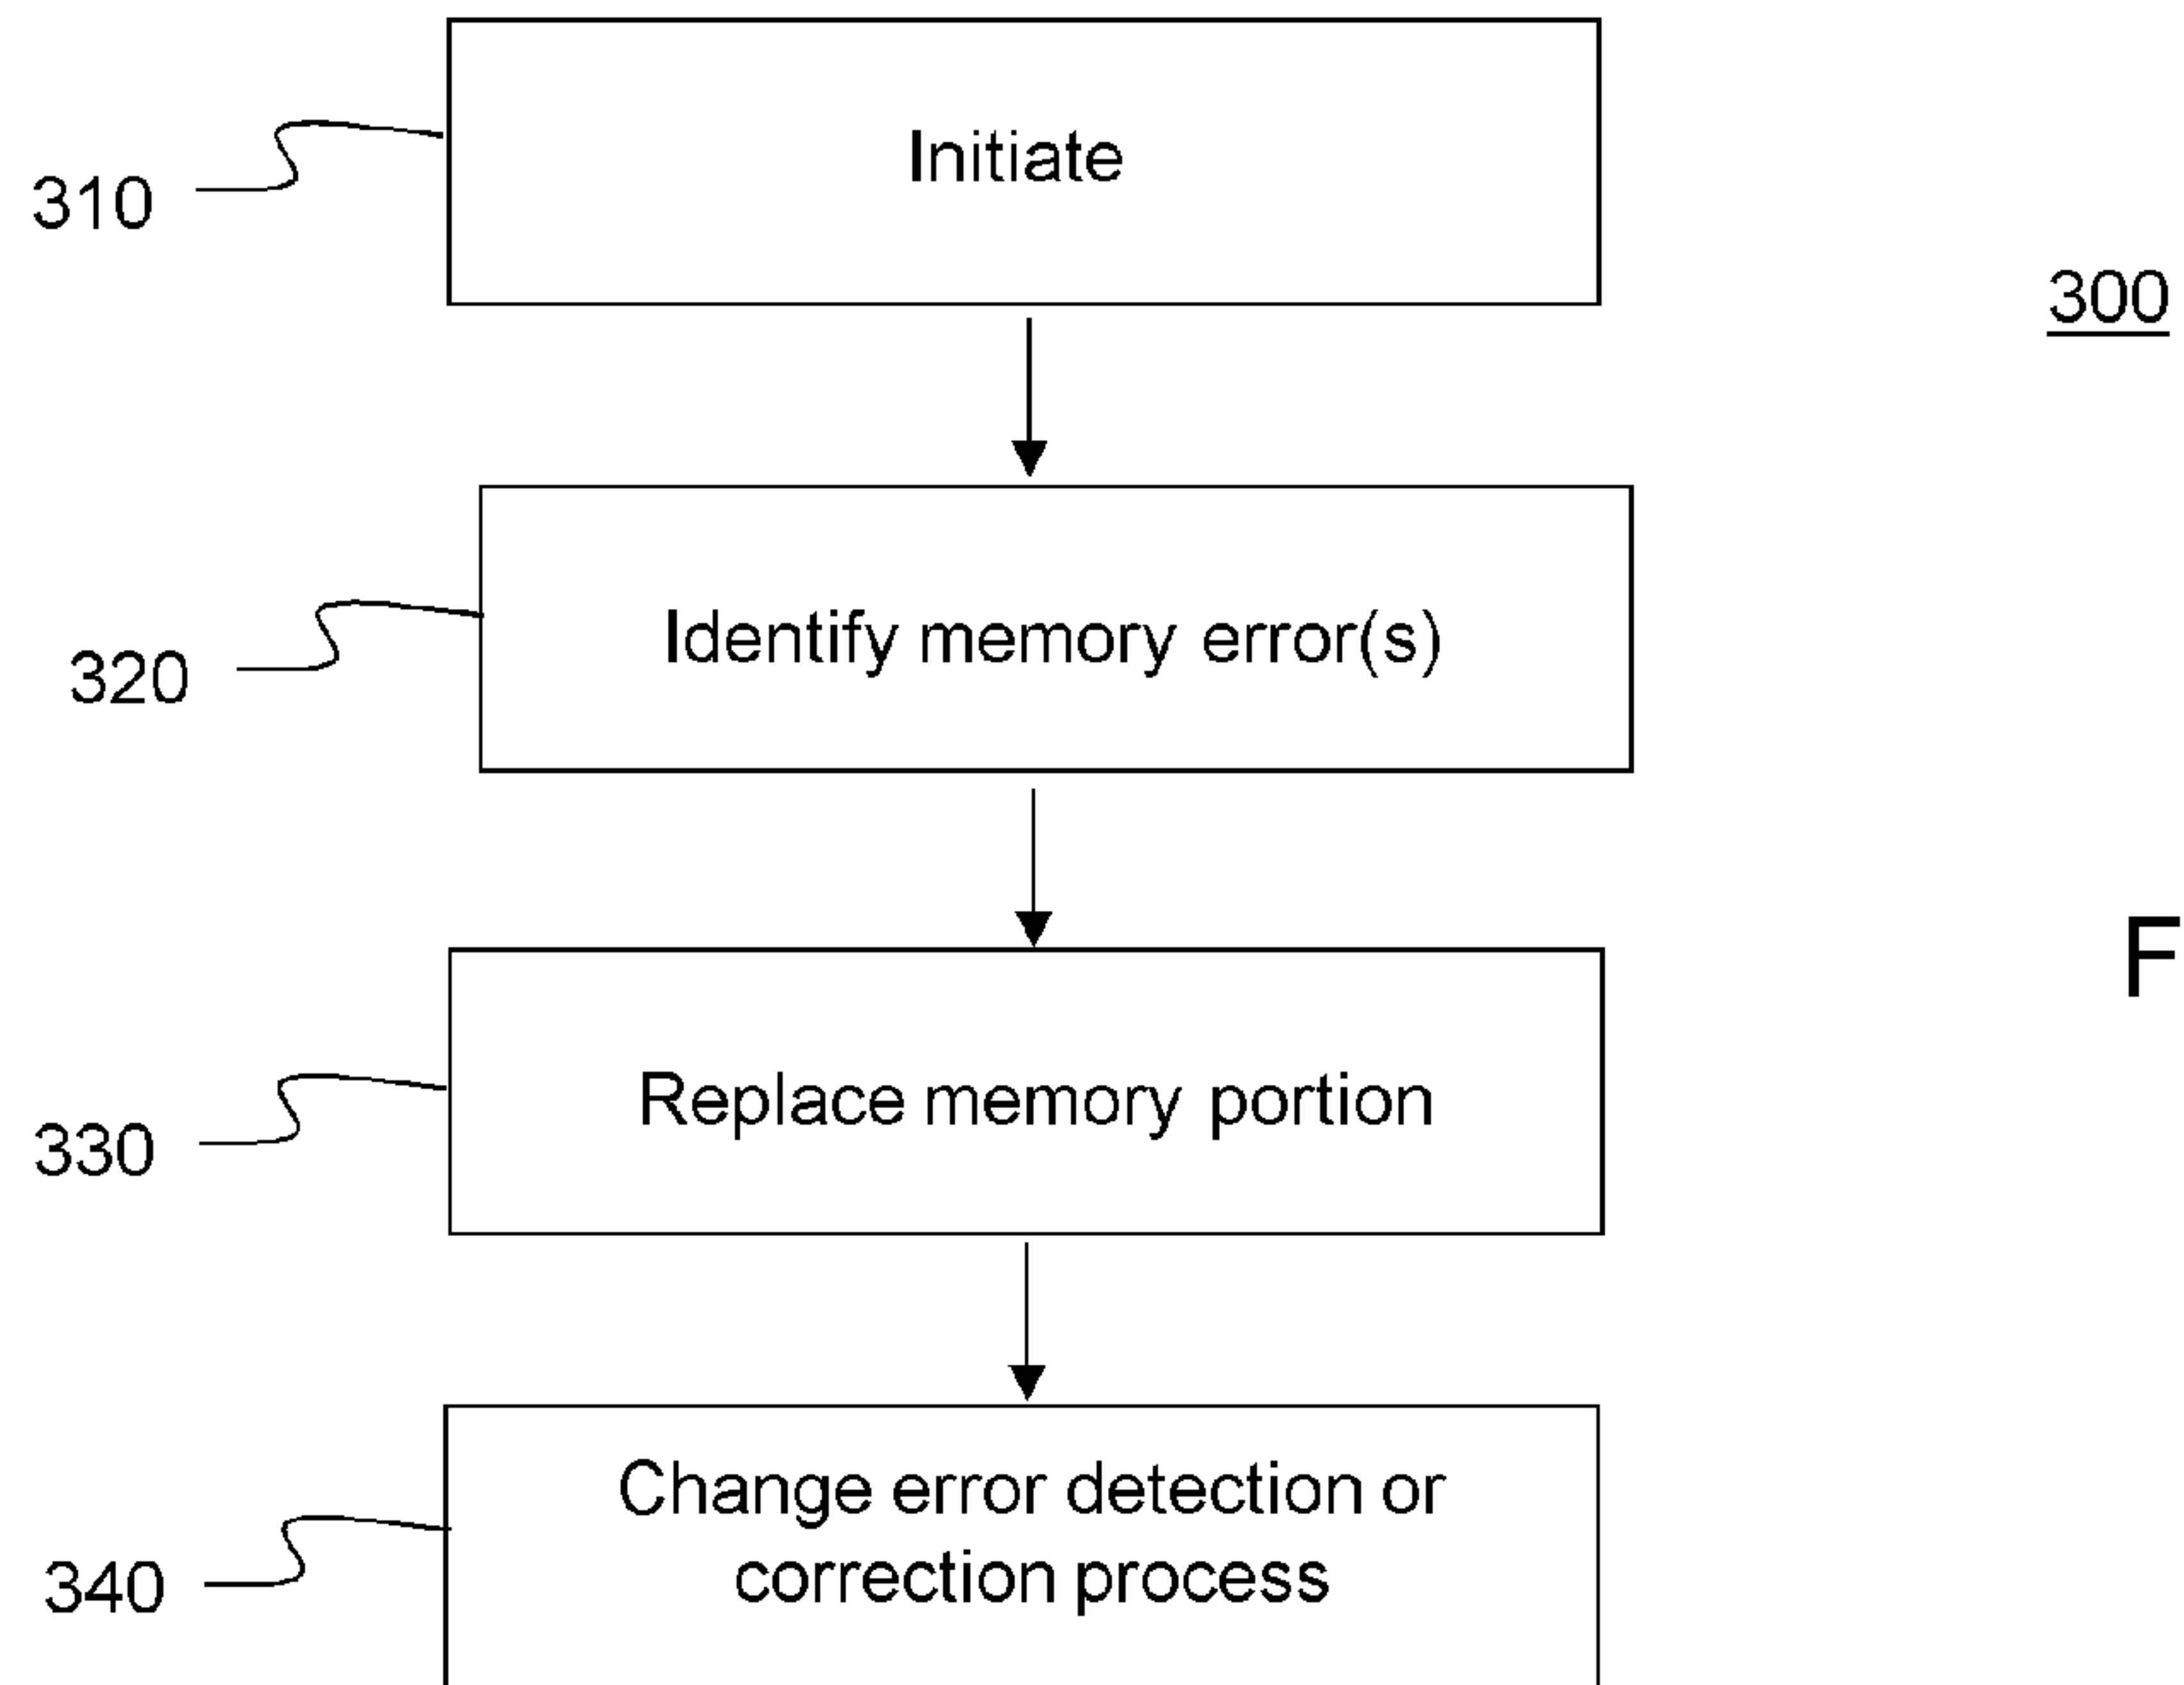 Initiate
310
300
Identify memory error(s)
320
F
Replace memory portion
330
Change error detection or
correction process
340